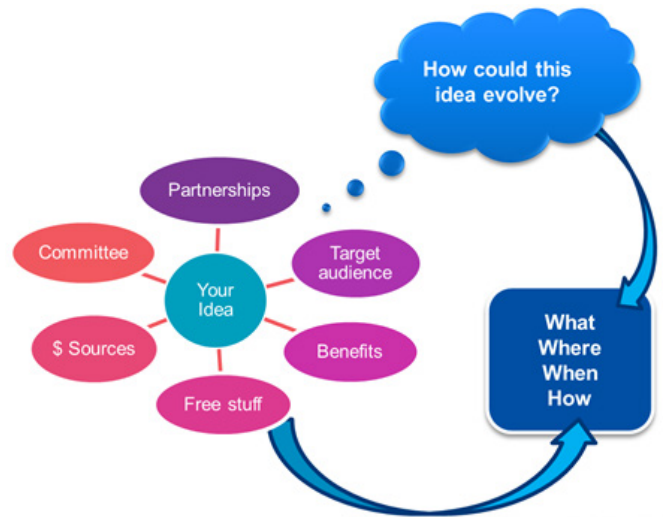 How could this
idea evolve?
Partnerships
Committee
Target
audience
Your
Idea
$ Sources
Benefits
Free stuff
What
Where
When
How